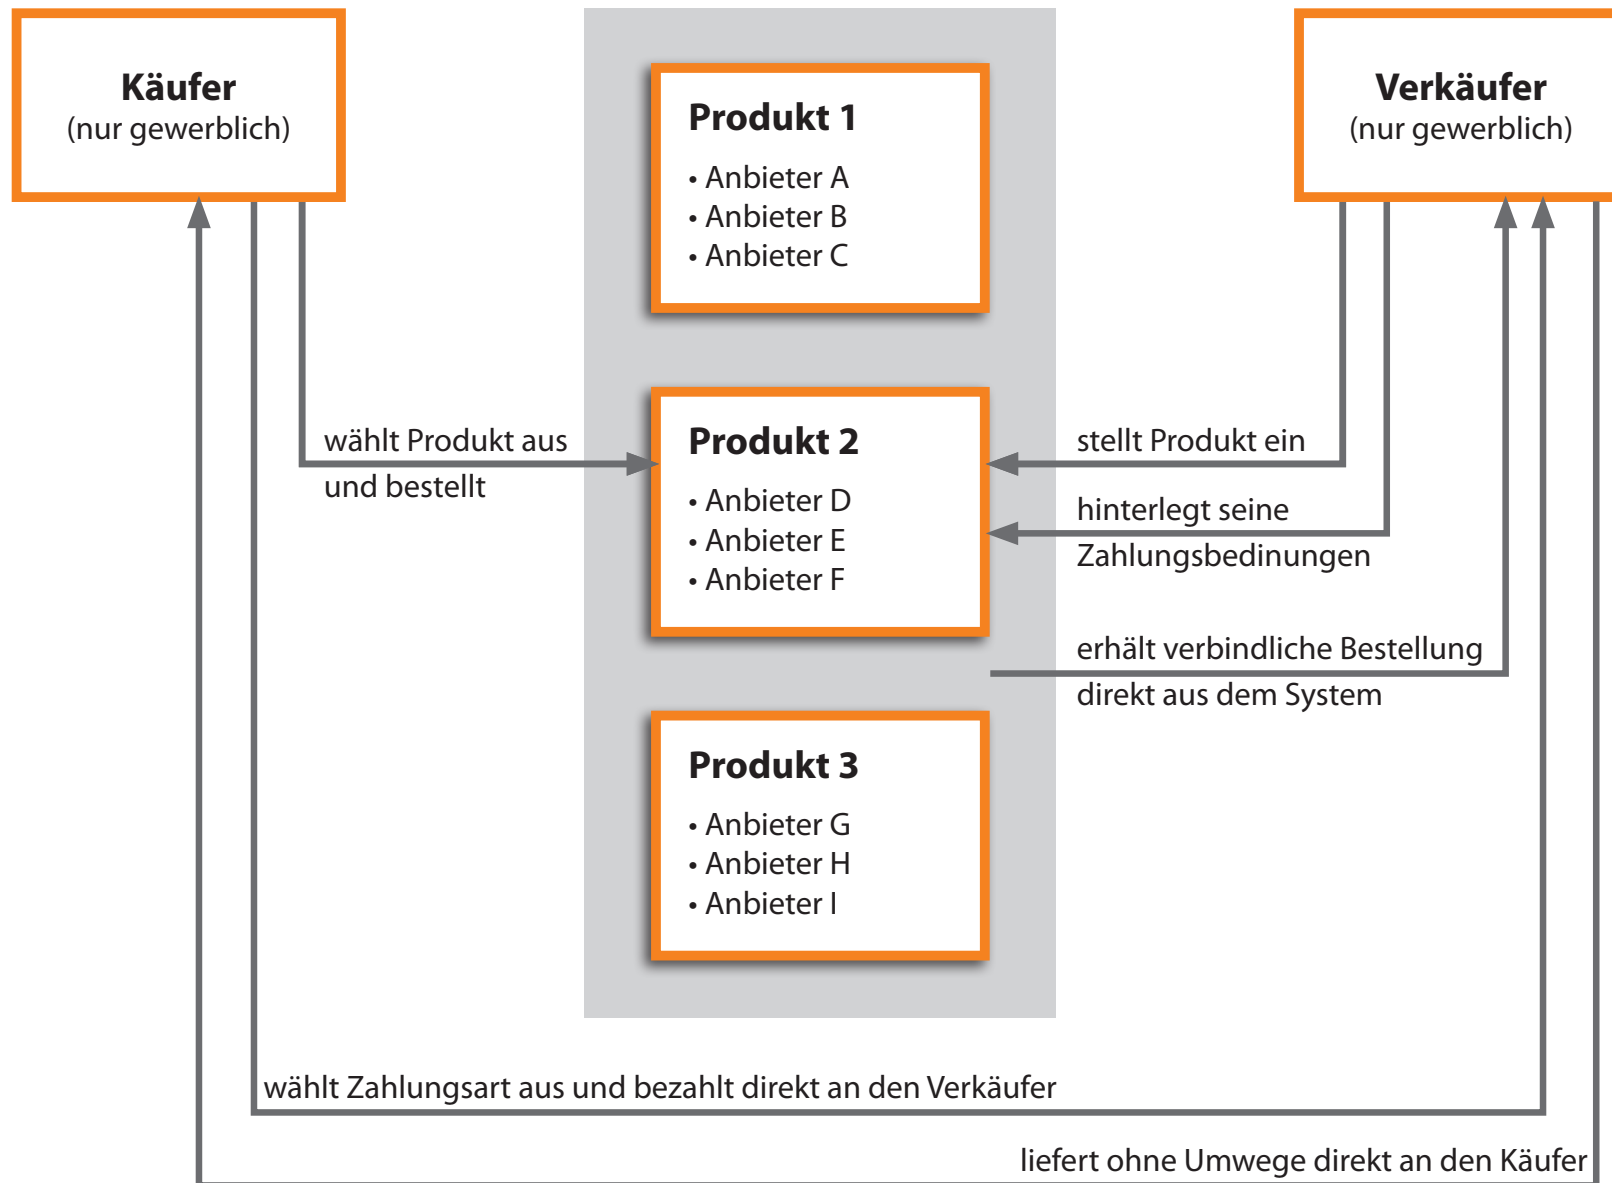 Käufer
(nur gewerblich)
Produkt 1
• Anbieter A
• Anbieter B
• Anbieter C
Verkäufer
(nur gewerblich)
wählt Produkt aus
und bestellt
Produkt 2
• Anbieter D
• Anbieter E
• Anbieter F
stellt Produkt ein
hinterlegt seine
Zahlungsbedinungen
erhält verbindliche Bestellung
direkt aus dem System
Produkt 3
• Anbieter G
• Anbieter H
• Anbieter I
wählt Zahlungsart aus und bezahlt direkt an den Verkäufer
liefert ohne Umwege direkt an den Käufer